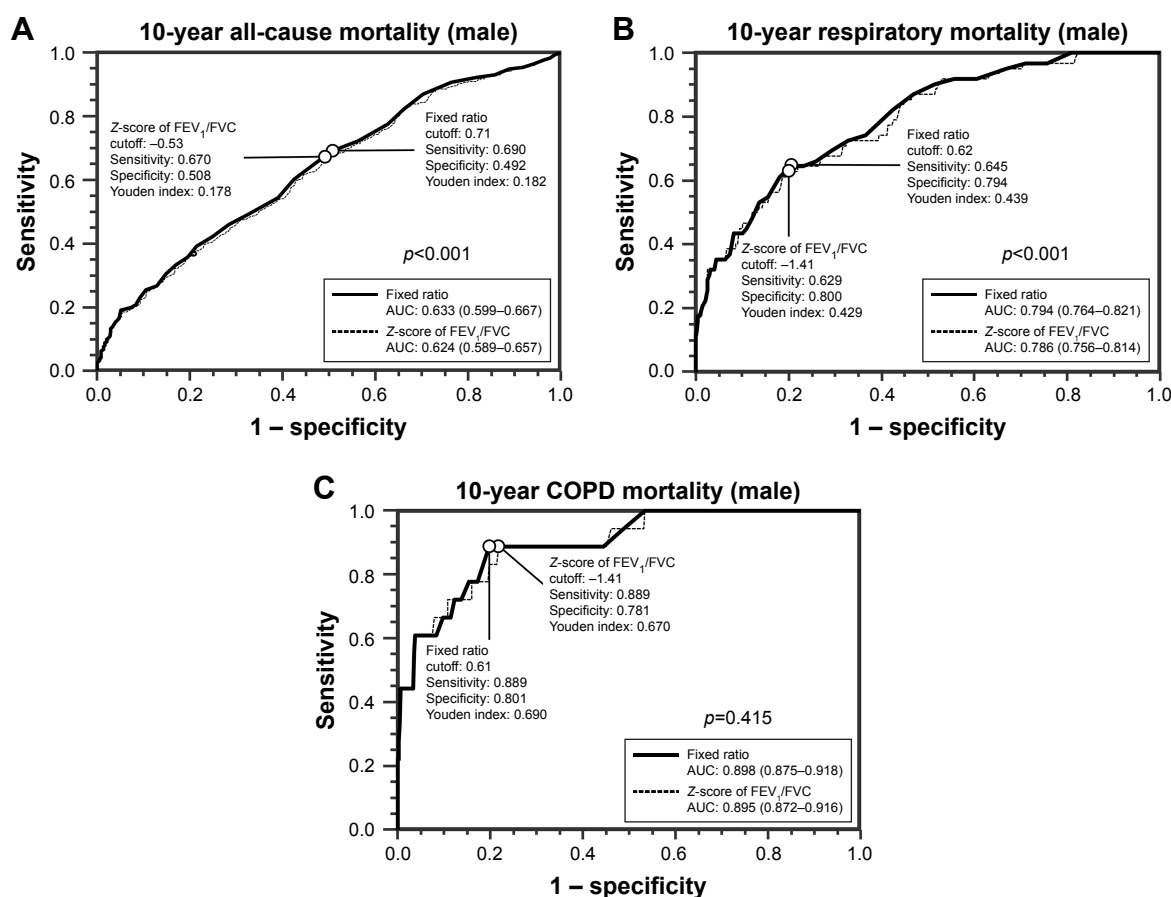 A
10-year all-cause mortality (male)
Sensitivity
1.0
0.8
0.6
0.4
0.2
0.0
Z-score of FEV1/FVC
cutoff: –0.53
Sensitivity: 0.670
Specificity: 0.508
Youden index: 0.178
Fixed ratio
cutoff: 0.71
Sensitivity: 0.690
Specificity: 0.492
Youden index: 0.182
p<0.001
Fixed ratio
AUC: 0.633 (0.599–0.667)
Z-score of FEV1/FVC
AUC: 0.624 (0.589–0.657)
0.0 0.2 0.4 0.6 0.8 1.0
1 – specificity
B
10-year respiratory mortality (male)
Sensitivity
1.0
0.8
0.6
0.4
0.2
0.0
Fixed ratio
cutoff: 0.62
Sensitivity: 0.645
Specificity: 0.794
Youden index: 0.439
Z-score of FEV1/FVC
cutoff: –1.41
Sensitivity: 0.629
Specificity: 0.800
Youden index: 0.429
p<0.001
Fixed ratio
AUC: 0.794 (0.764–0.821)
Z-score of FEV1/FVC
AUC: 0.786 (0.756–0.814)
0.0 0.2 0.4 0.6 0.8 1.0
1 – specificity
C
10-year COPD mortality (male)
Sensitivity
1.0
0.8
0.6
0.4
0.2
0.0
Z-score of FEV1/FVC
cutoff: –1.41
Sensitivity: 0.889
Specificity: 0.781
Youden index: 0.670
Fixed ratio
cutoff: 0.61
Sensitivity: 0.889
Specificity: 0.801
Youden index: 0.690
p=0.415
Fixed ratio
AUC: 0.898 (0.875–0.918)
Z-score of FEV1/FVC
AUC: 0.895 (0.872–0.916)
0.0 0.2 0.4 0.6 0.8 1.0
1 – specificity